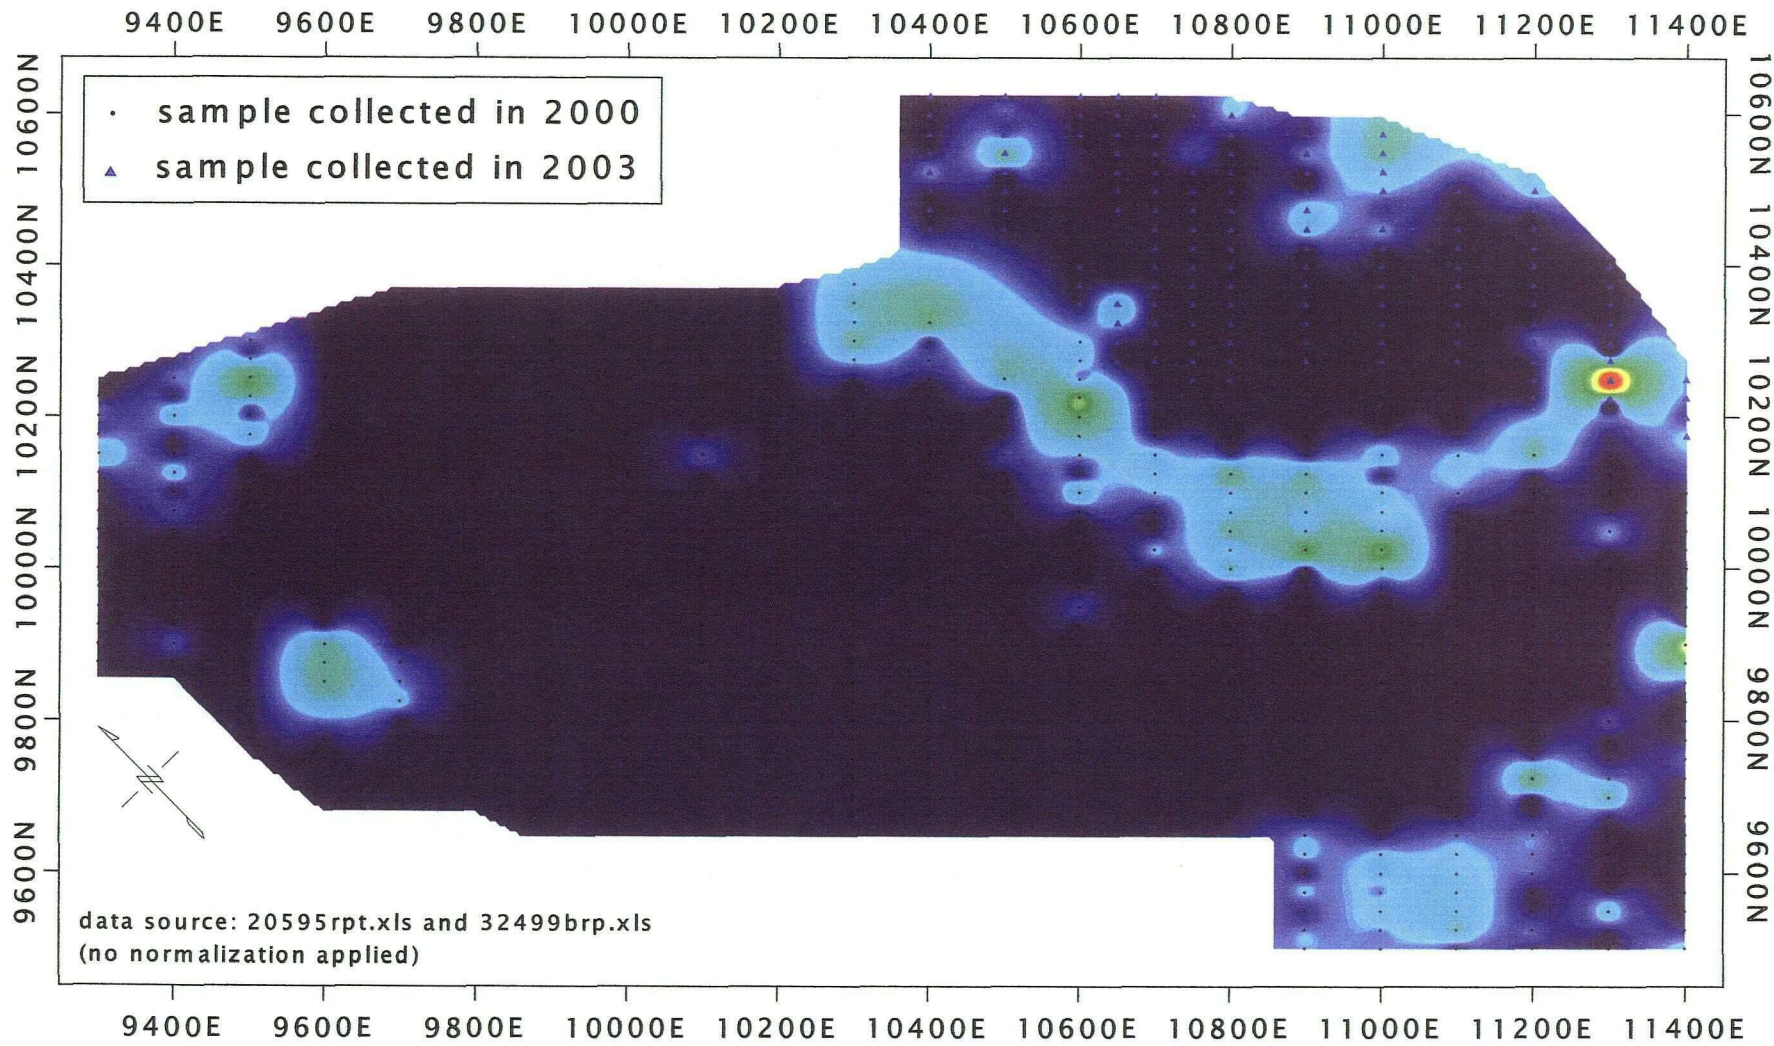 9400E 9600E 9800E 10000E 10200E 10400E 10600E 10800E 11000E 11200E 11400E
sample collected in 2000
sample collected in 2003
10600N
10400N
10200N
10000N
9800N
9600N
10600N
10400N
10200N
10000N
9800N
9600N
data source: 20595rpt.xls and 32499brp.xls
(no normalization applied)
9400E 9600E 9800E 10000E 10200E 10400E 10600E 10800E 11000E 11200E 11400E